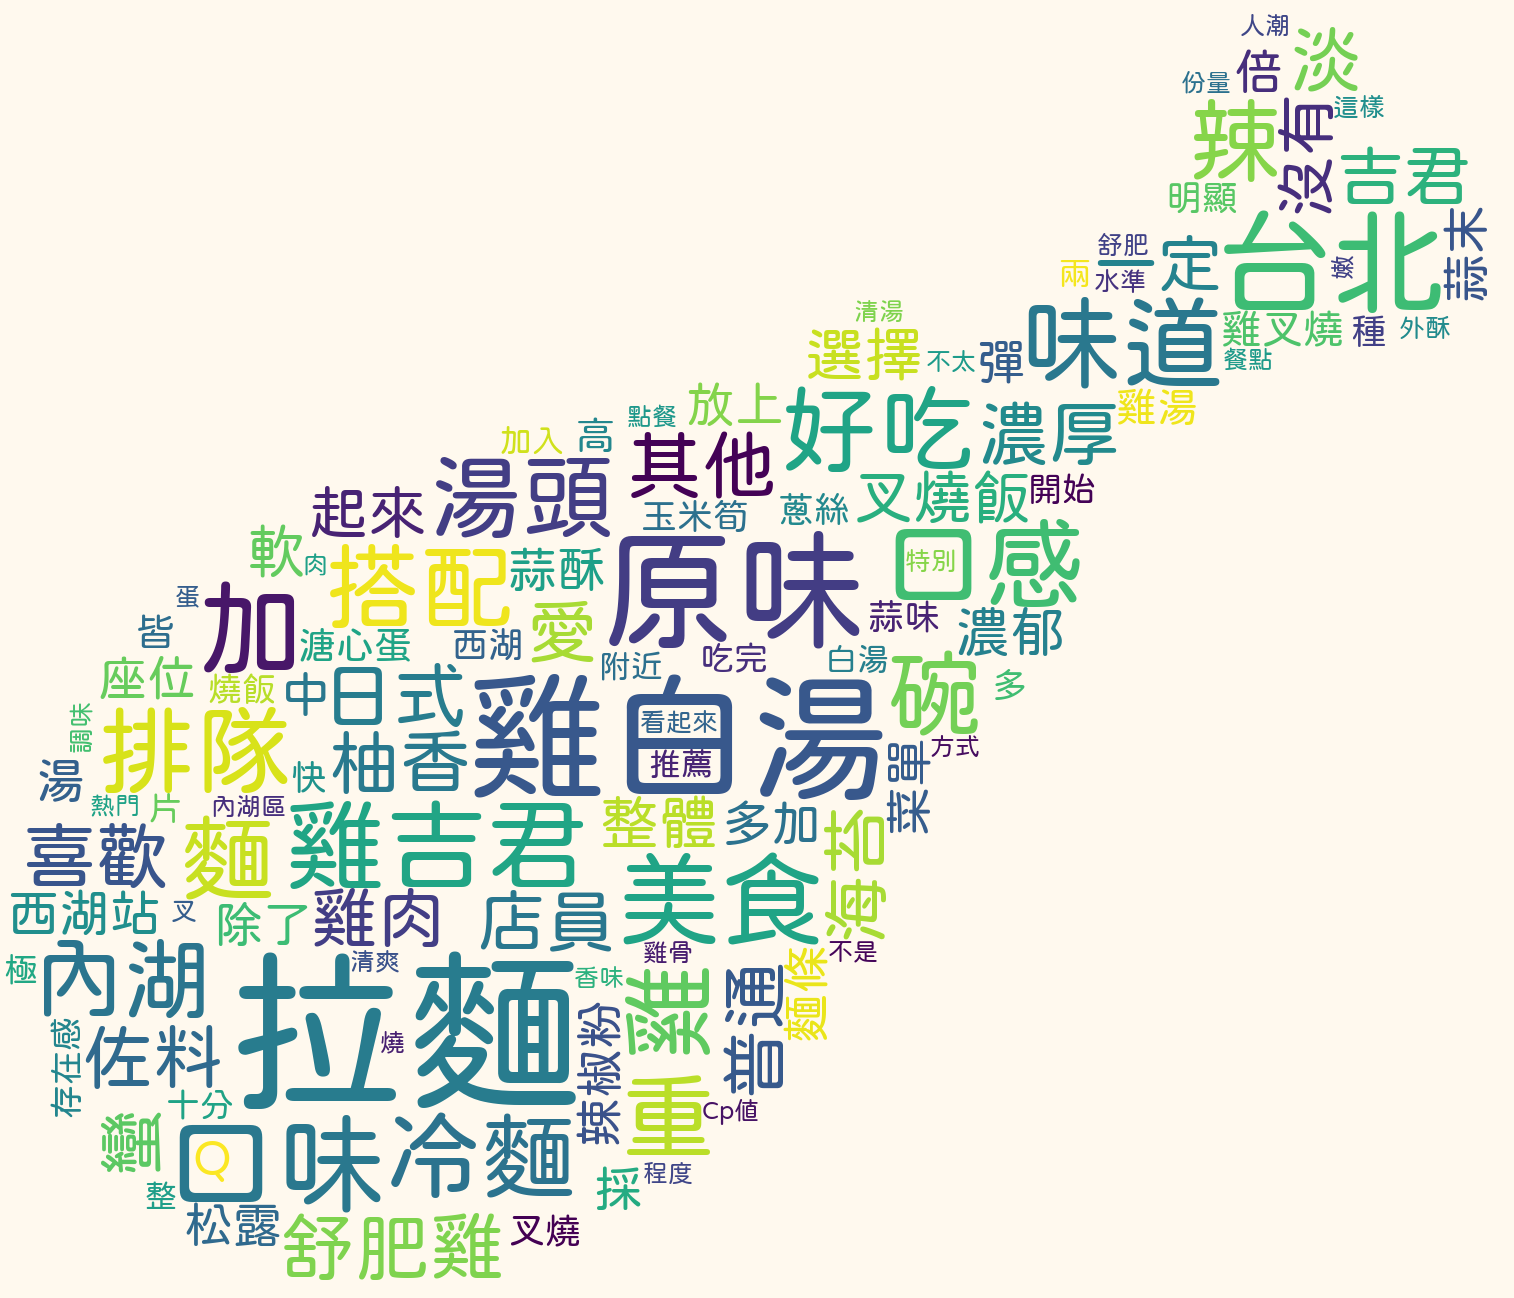 人潮
淡
倍
份量
這樣
辣
沒有
吉君
明顯
台北
蒜末
舒肥
一定
嫩
兩
水準
味道
雞叉燒
種
外酥
清湯
選擇
不太
彈
餐點
放上
好吃
濃厚
雞湯
點餐
高
加入
其他
湯頭
起來
叉燒飯
開始
玉米筍
蔥絲
軟
肉
搭配
蒜酥
原味
口感
特別
蛋
加
愛
蒜味
濃郁
皆
溏心蛋
西湖
附近
吃完
白湯
碗
多
座位
燒飯
中
日式
雞白湯
看起來
調味
排隊
柚香
推薦
菜單
方式
湯
快
熱門
片
內湖區
整體
多加
海苔
喜歡
麵
雞吉君
美食
西湖站
叉
除了
雞肉
店員
不是
極
內湖
清爽
拉麵
雞骨
香味
雞
普通
麵條
存在感
佐料
燒
辣椒粉
十分
重
Cp值
蠻
口味
Q
冷麵
程度
整
採
松露
舒肥雞
叉燒